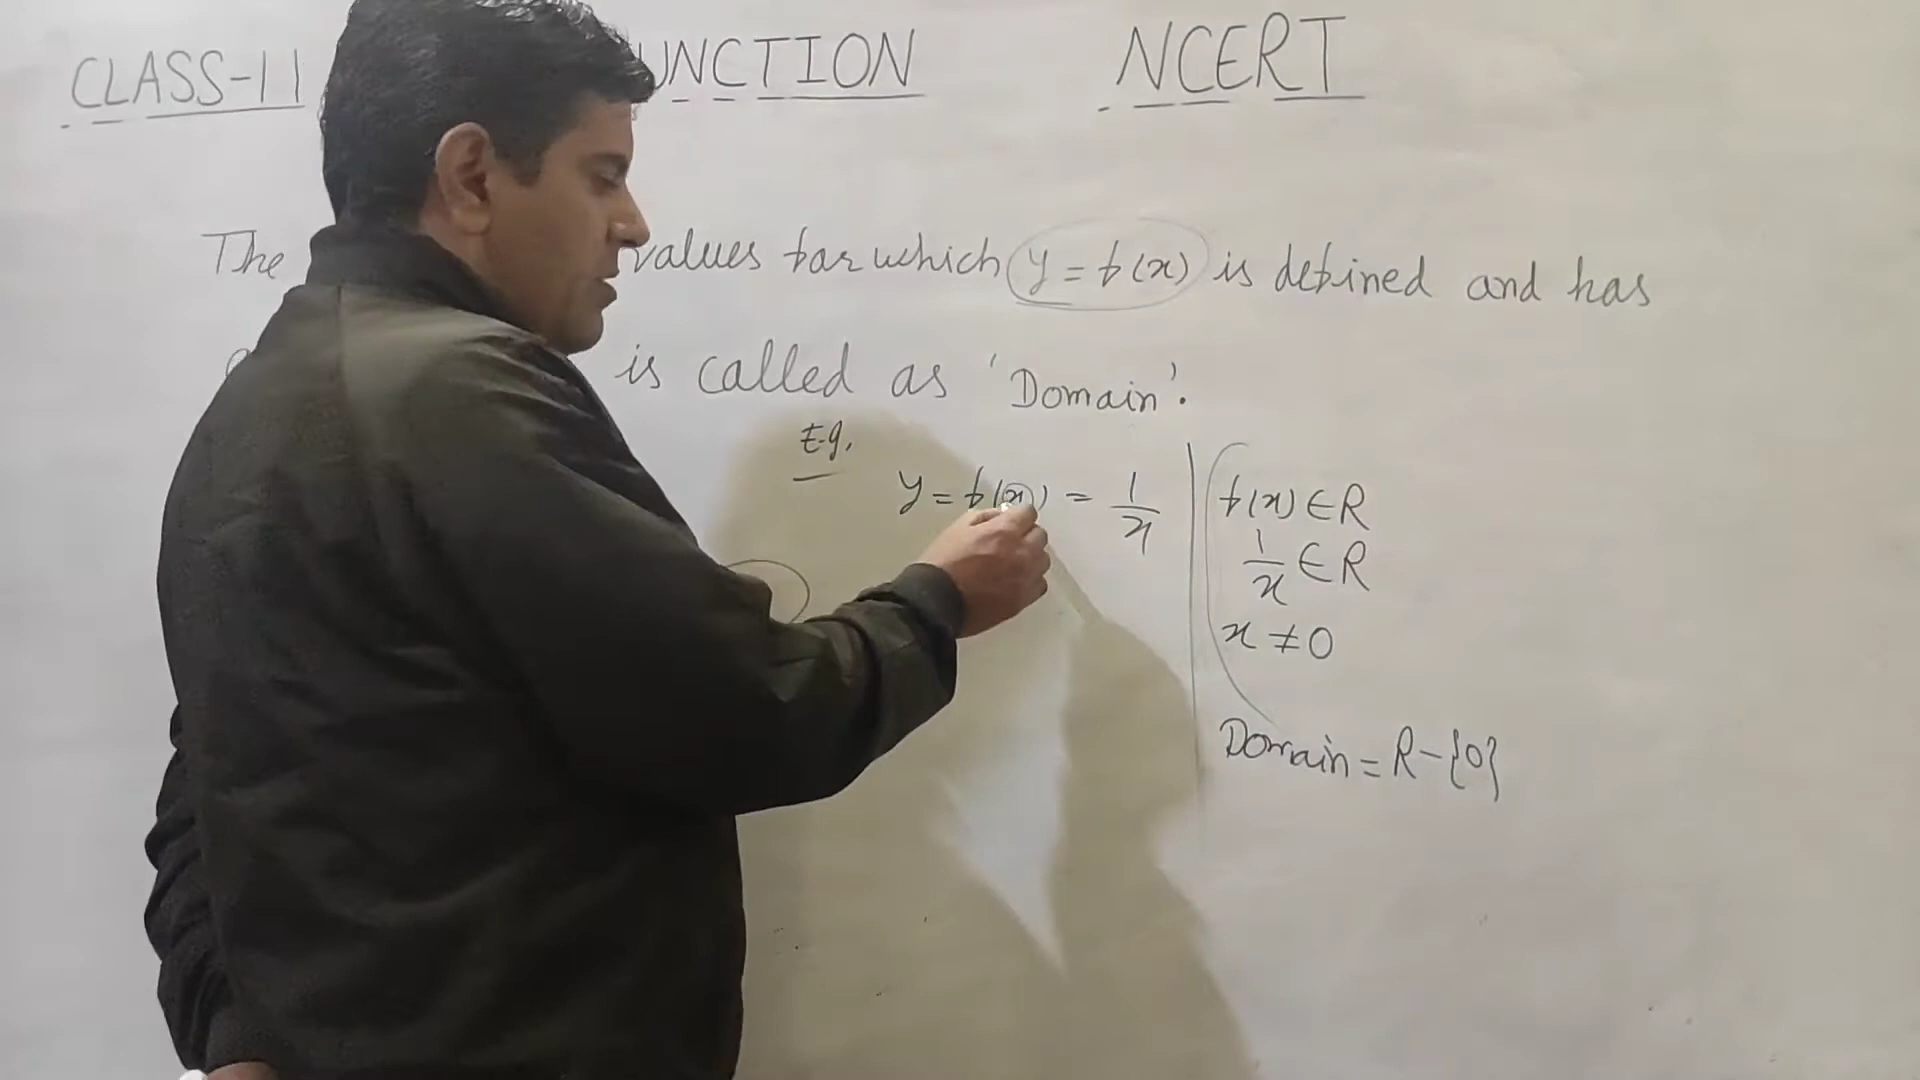 CLASS-11 UNCTION NCERT
The values for which y = f(x) is defined and has
is called as 'Domain'.
E.g.
y = f(x) = 1/x
f(x) ∈ R
1/x ∈ R
x ≠ 0
Domain = R - {0}